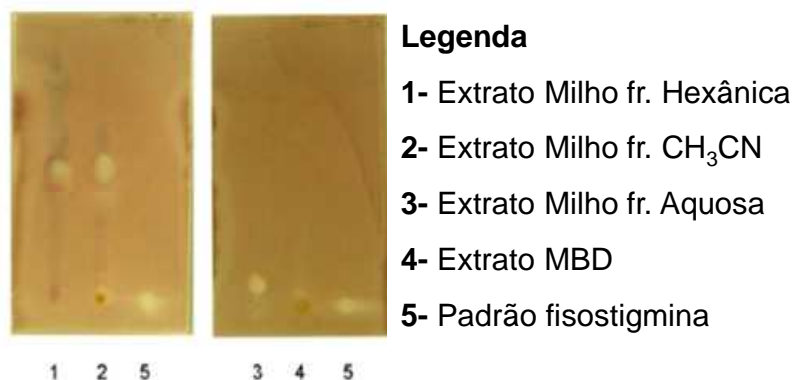 Legenda
1- Extrato Milho fr. Hexânica
2- Extrato Milho fr. CH₃CN
3- Extrato Milho fr. Aquosa
4- Extrato MBD
5- Padrão fisostigmina
1 2 5
3 4 5